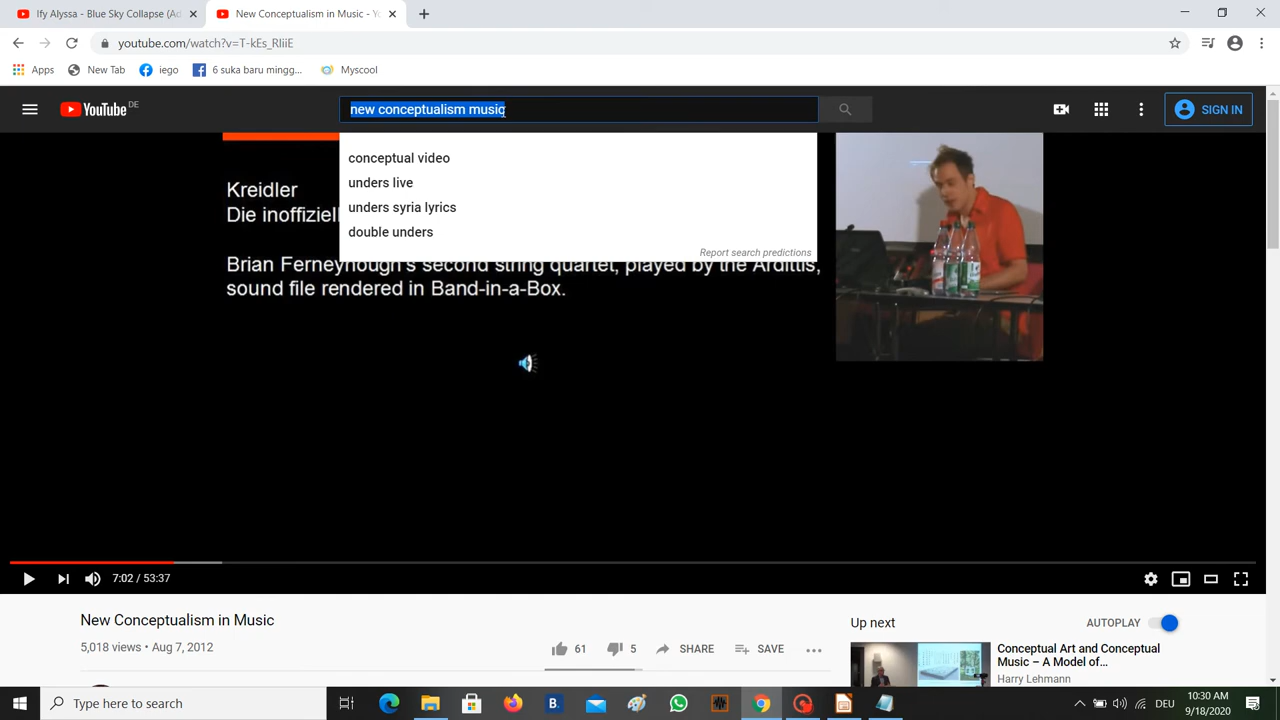 Ify Alyssa - Blue Sky Collapse (Ad
New Conceptualism in Music - Yo
youtube.com/watch?v=T-kEs_RIiiE
Apps
New Tab
iego
6 suka baru mingg...
Myscool
YouTube DE
new conceptualism music
SIGN IN
conceptual video
unders live
unders syria lyrics
double unders
Report search predictions
Kreidler
Die inoffiziell
Brian Ferneyhough's second string quartet, played by the Ardittis,
sound file rendered in Band-in-a-Box.
7:02 / 53:37
New Conceptualism in Music
5,018 views • Aug 7, 2012
61
5
SHARE
SAVE
Up next
AUTOPLAY
Conceptual Art and Conceptual
Music – A Model of...
Harry Lehmann
Type here to search
DEU
10:30 AM
9/18/2020